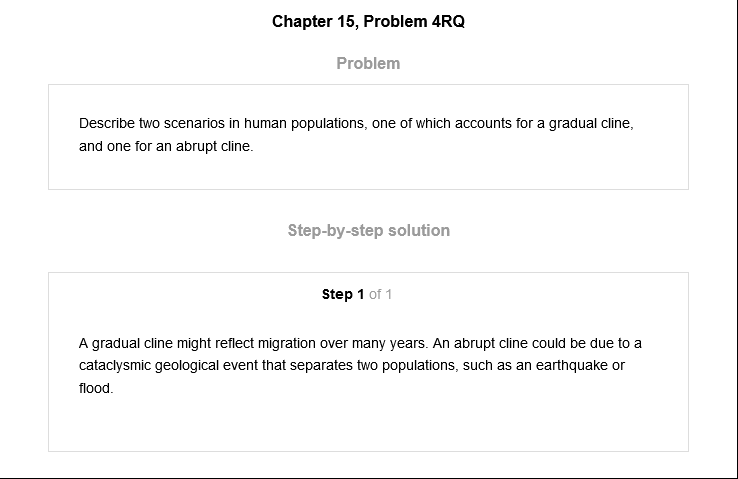 Chapter 15, Problem 4RQ
Problem
Describe two scenarios in human populations, one of which accounts for a gradual cline,
and one for an abrupt cline.
Step-by-step solution
Step 1 of 1
A gradual cline might reflect migration over many years. An abrupt cline could be due to a
cataclysmic geological event that separates two populations, such as an earthquake or
flood.